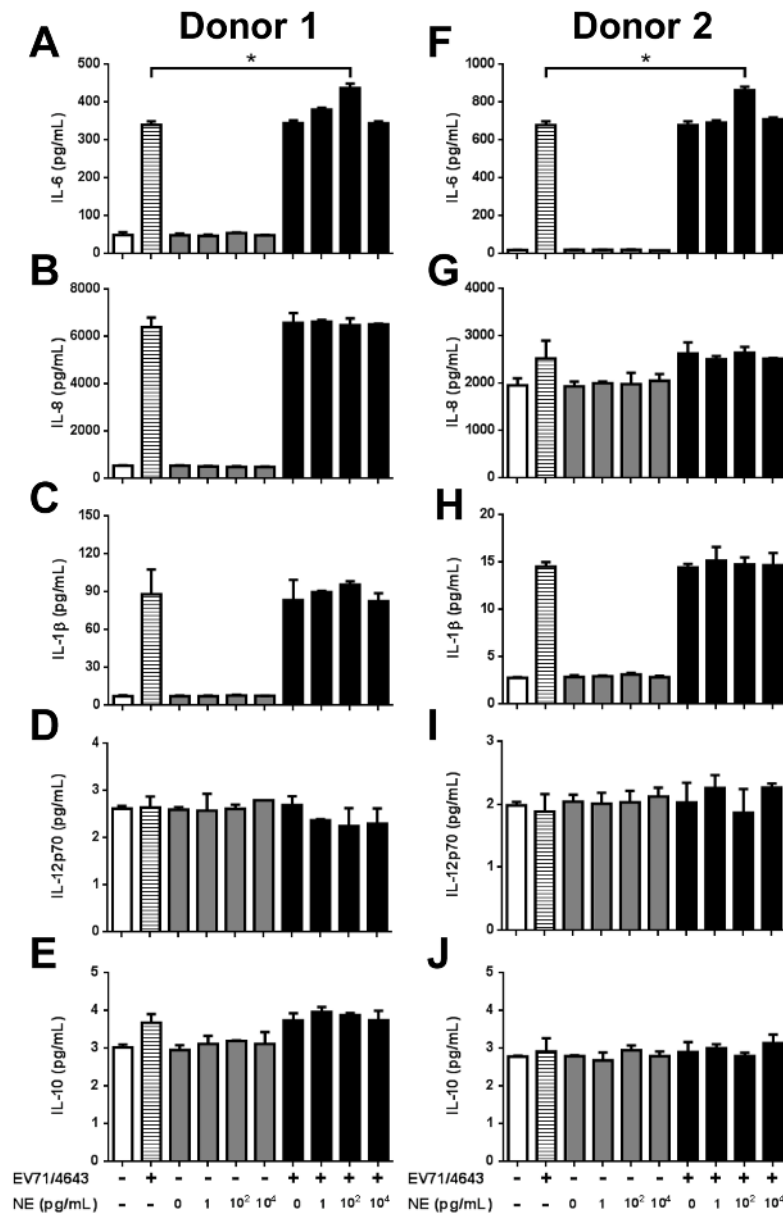 Donor 1
Donor 2
A
IL-6 (pg/mL)
500
400
300
200
100
0
*
F
IL-6 (pg/mL)
1000
800
600
400
200
0
*
B
IL-8 (pg/mL)
8000
6000
4000
2000
0
G
IL-8 (pg/mL)
4000
3000
2000
1000
0
C
IL-1β (pg/mL)
150
120
90
60
30
0
H
IL-1β (pg/mL)
20
15
10
5
0
D
IL-12p70 (pg/mL)
4
3
2
1
0
I
IL-12p70 (pg/mL)
3
2
1
0
E
IL-10 (pg/mL)
5
4
3
2
1
0
J
IL-10 (pg/mL)
5
4
3
2
1
0
EV71/4643 - + - - - - + + + + - + - - - - + + + +
NE (pg/mL) - - 0 1 10² 10⁴ 0 1 10² 10⁴ - - 0 1 10² 10⁴ 0 1 10² 10⁴